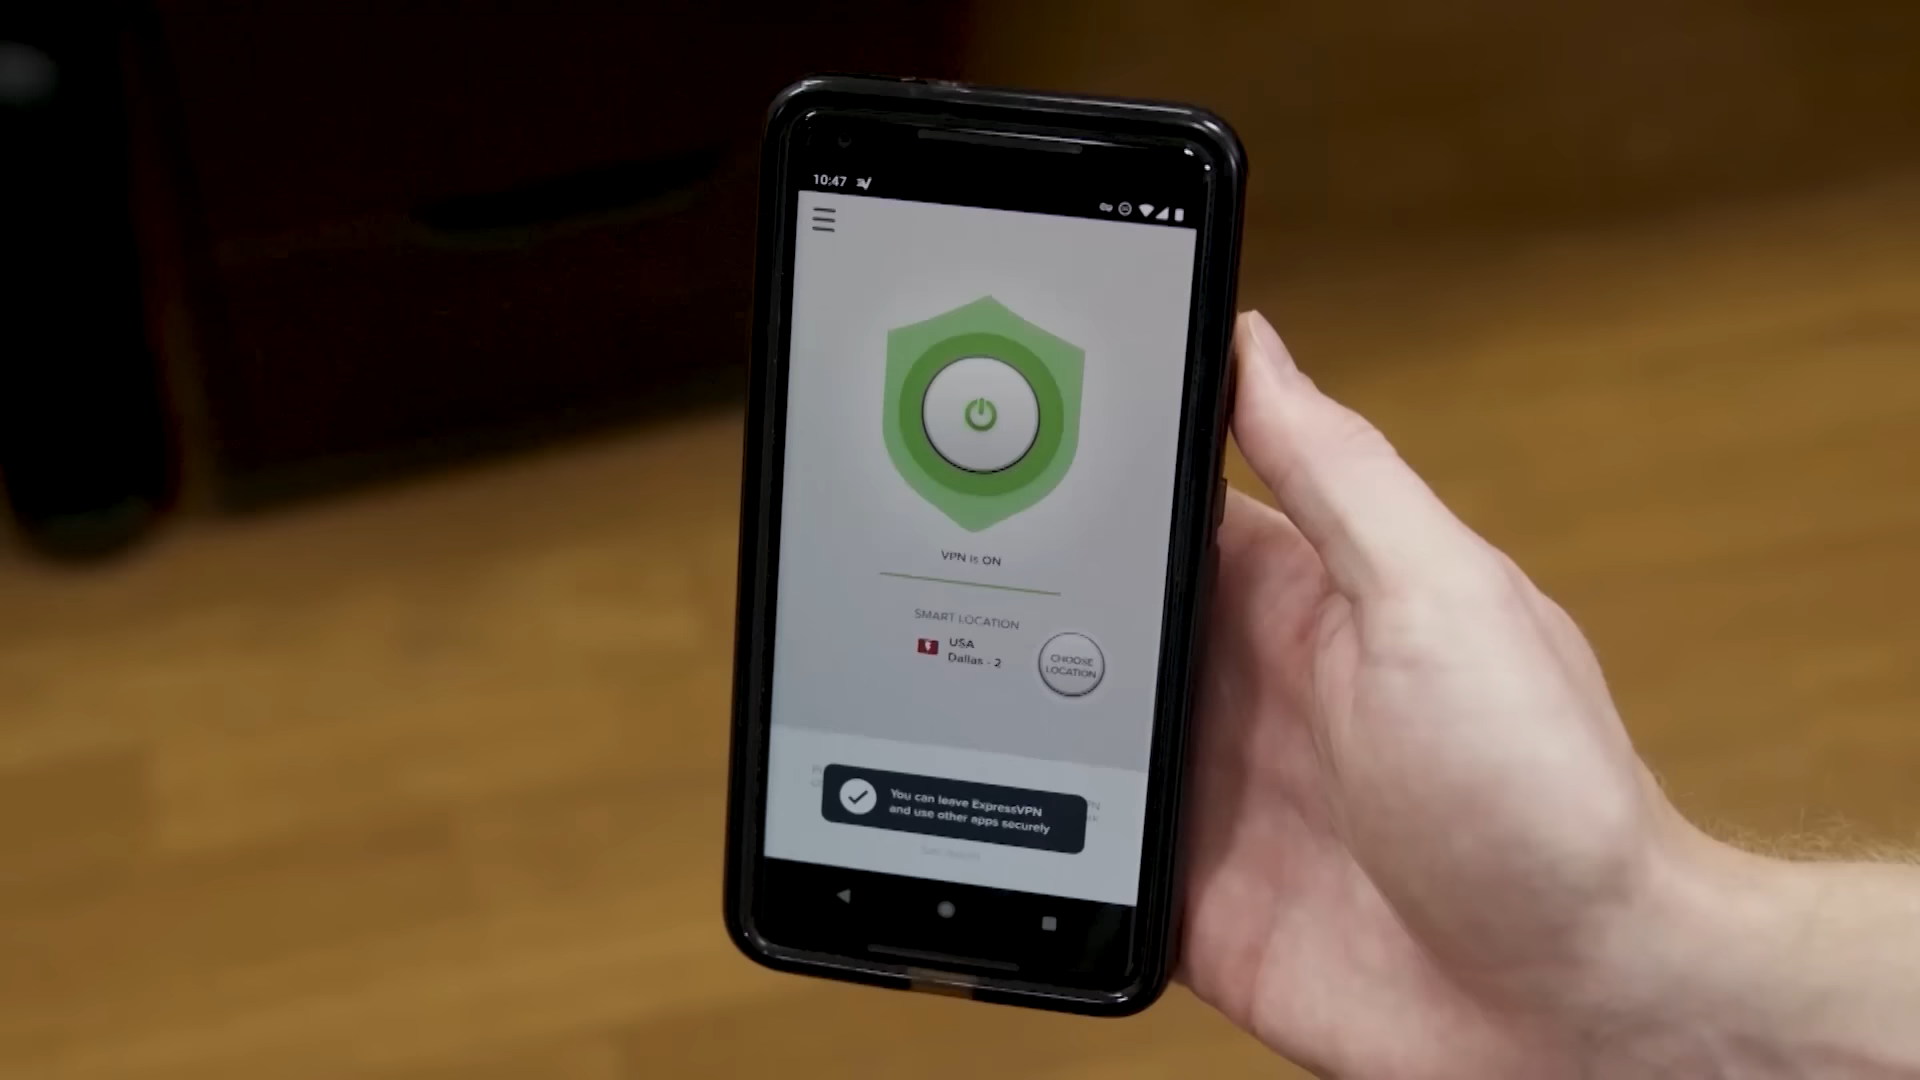 10:47
VPN is ON
SMART LOCATION
USA
Dallas - 2
CHOOSE
LOCATION
You can leave ExpressVPN
and use other apps securely